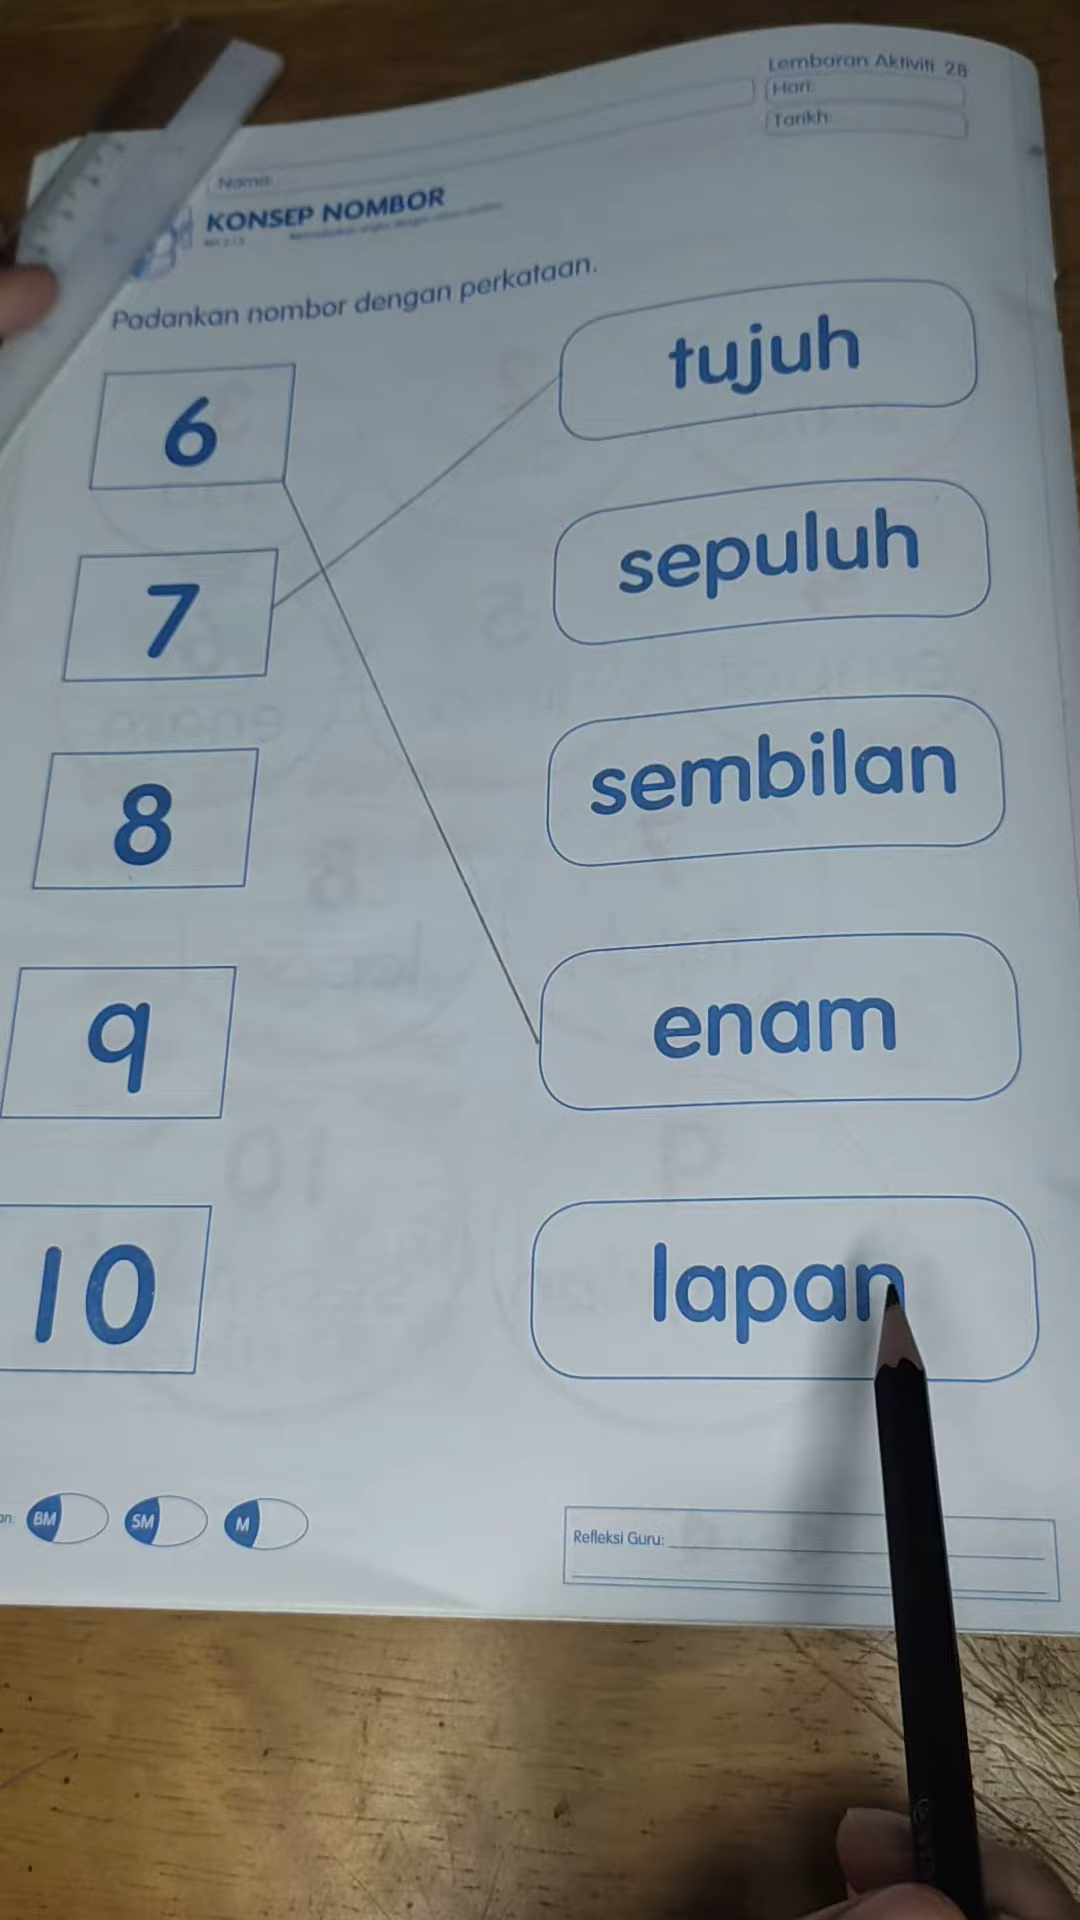 Lembaran Aktiviti 28
Hari:
Tarikh:
Nama:
KONSEP NOMBOR
Padankan nombor dengan perkataan.
6
tujuh
7
sepuluh
8
sembilan
9
enam
10
lapan
BM
SM
M
Refleksi Guru: